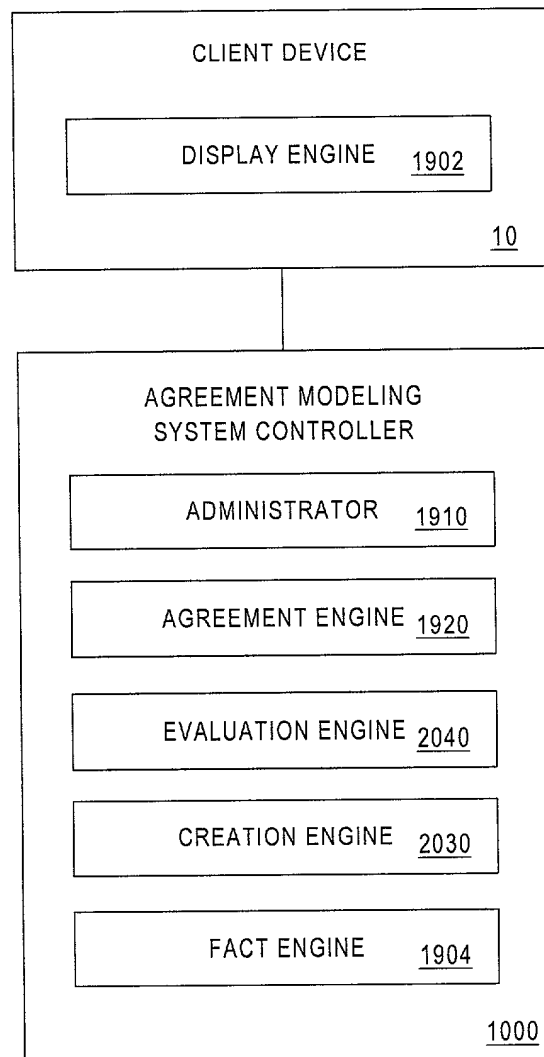 CLIENT DEVICE
DISPLAY ENGINE 1902
10
AGREEMENT MODELING
SYSTEM CONTROLLER
ADMINISTRATOR 1910
AGREEMENT ENGINE 1920
EVALUATION ENGINE 2040
CREATION ENGINE 2030
FACT ENGINE 1904
1000